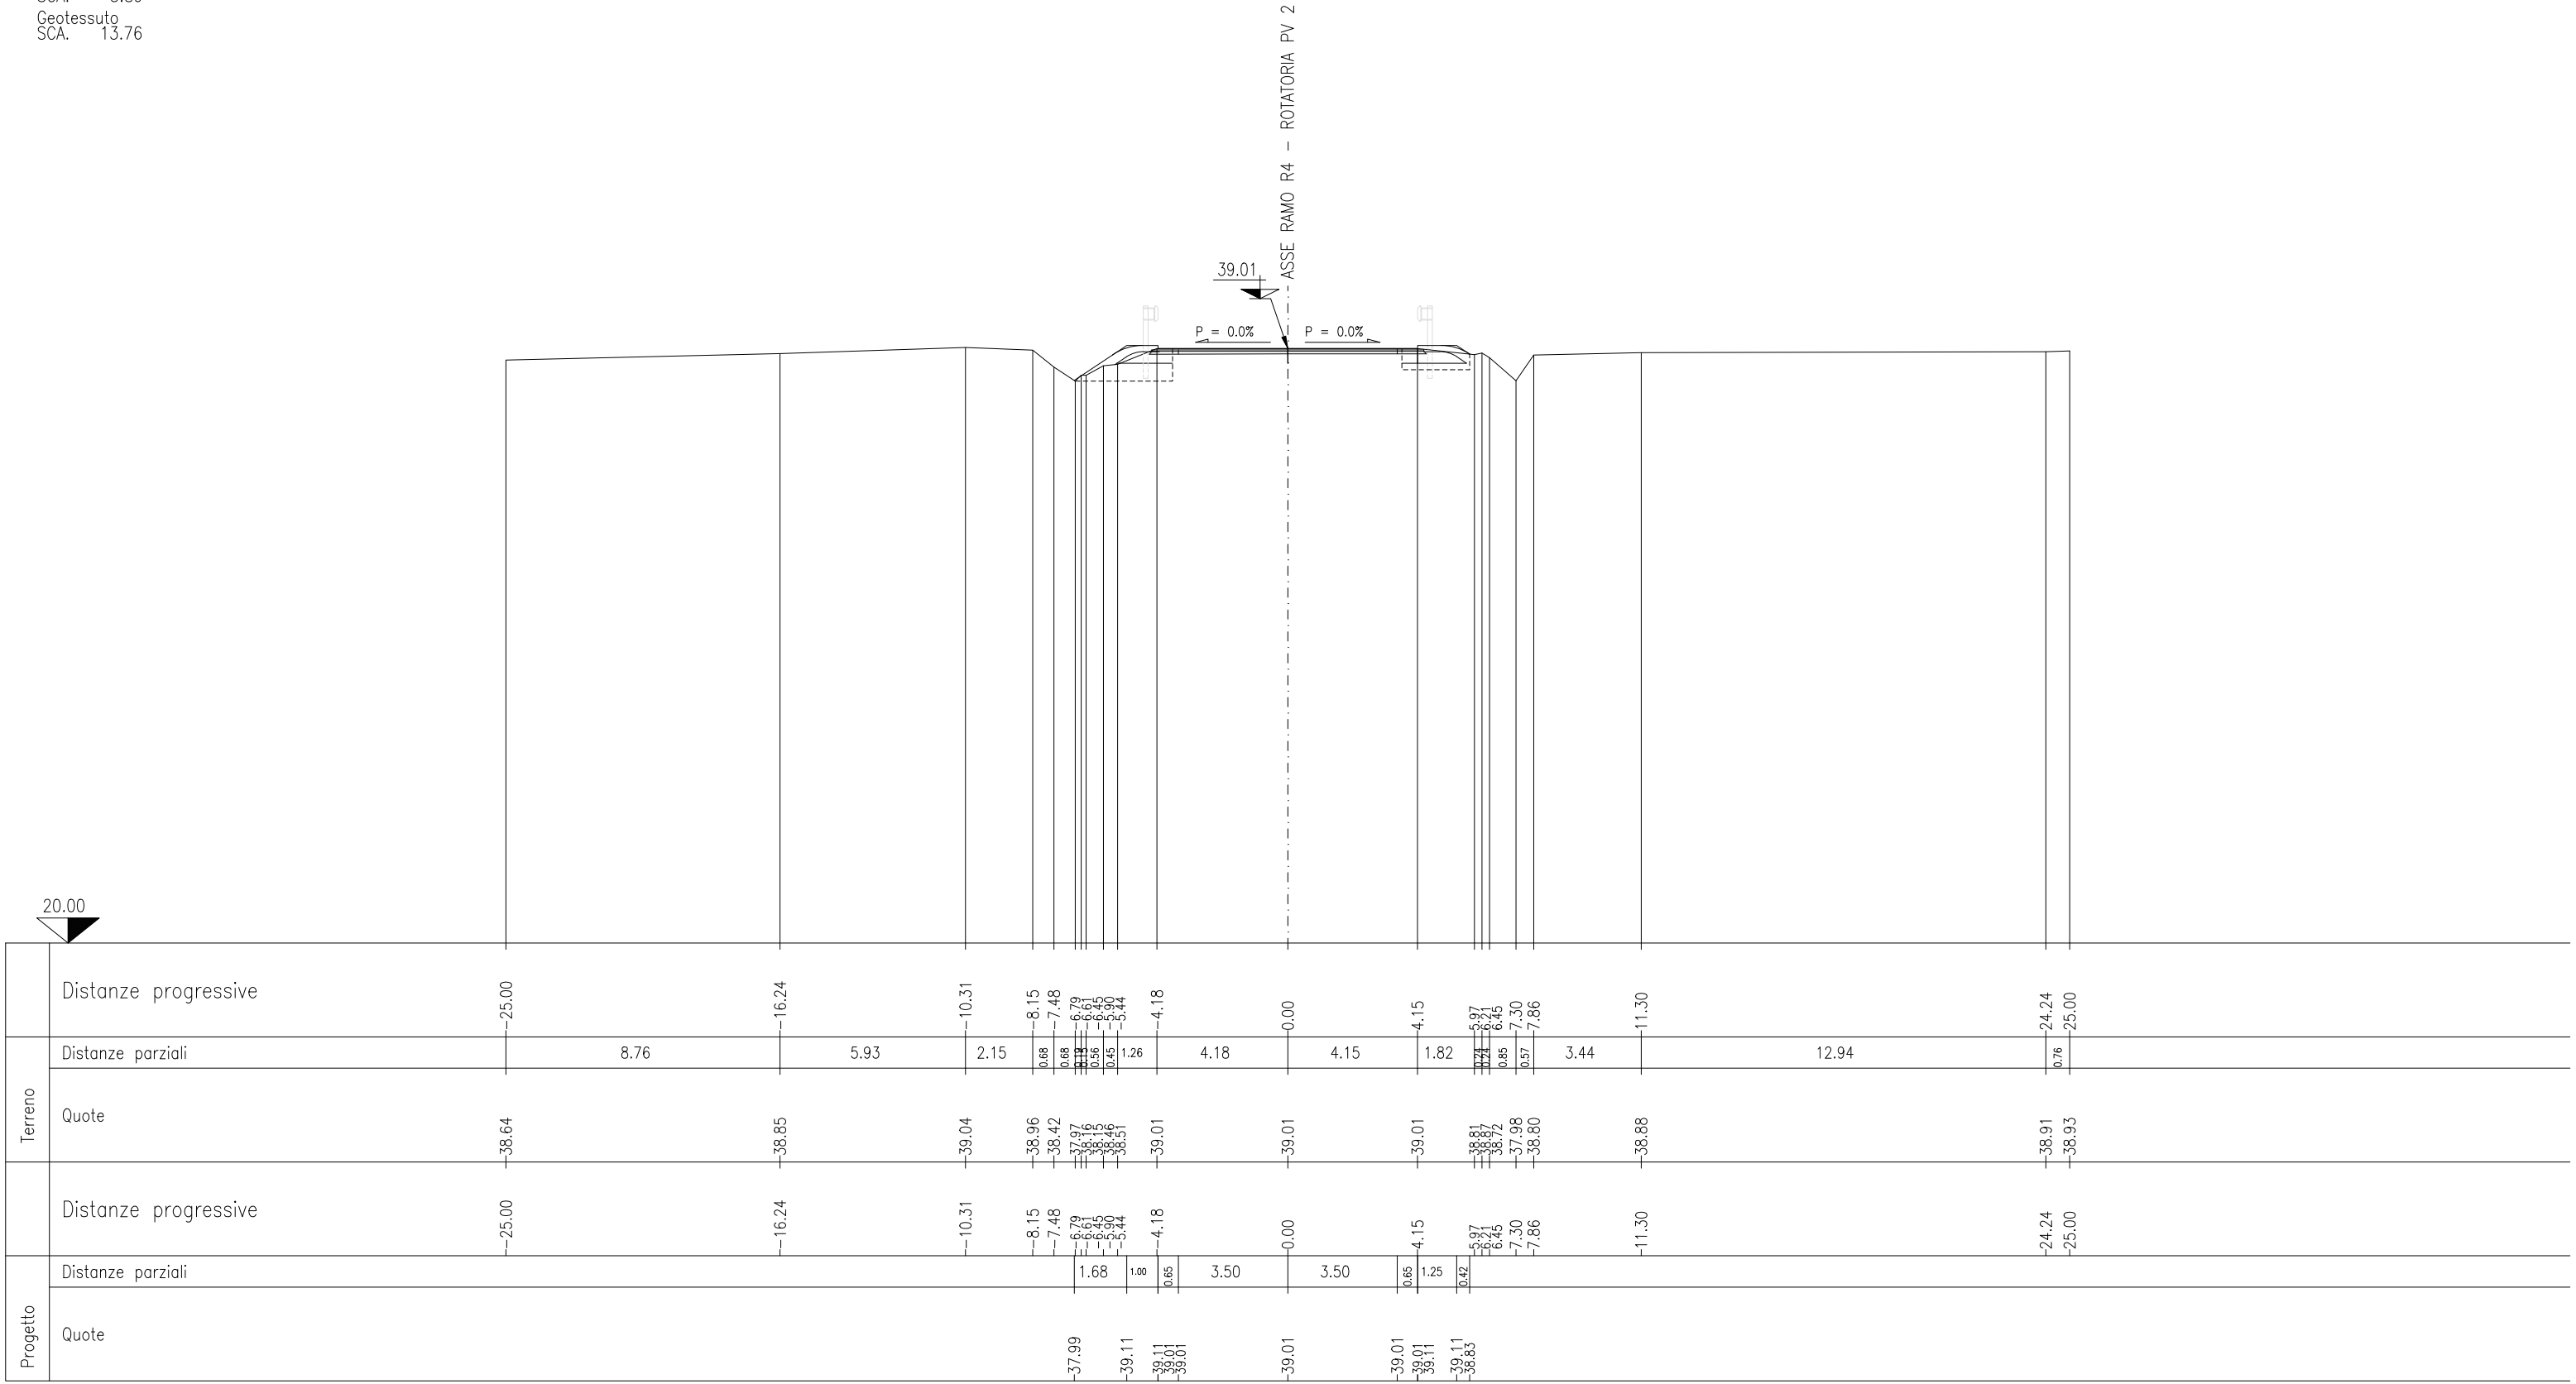 Geotessuto
SCA. 13.76
ASSE RAMO R4 - ROTATORIA PV 2
39.01
P = 0.0% P = 0.0%
20.00
Distanze progressive
-25.00 -16.24 -10.31 -8.15 -7.48 -6.79 -6.61 -6.45 -5.90 -5.44 -4.18 0.00 4.15 5.97 6.21 6.45 7.30 7.86 11.30 24.24 25.00
Terreno
Distanze parziali
8.76 5.93 2.15 0.68 0.68 0.19 0.15 0.56 0.45 1.26 4.18 4.15 1.82 0.24 0.24 0.85 0.57 3.44 12.94 0.76
Quote
38.64 38.85 39.04 38.96 38.42 37.97 38.16 38.15 38.46 38.51 39.01 39.01 39.01 38.81 38.87 38.72 37.98 38.80 38.88 38.91 38.93
Distanze progressive
-25.00 -16.24 -10.31 -8.15 -7.48 -6.79 -6.61 -6.45 -5.90 -5.44 -4.18 0.00 4.15 5.97 6.21 6.45 7.30 7.86 11.30 24.24 25.00
Progetto
Distanze parziali
1.68 1.00 0.65 3.50 3.50 0.65 1.25 0.42
Quote
37.99 39.11 39.11 39.01 39.01 39.01 39.01 39.01 39.11 39.11 38.83